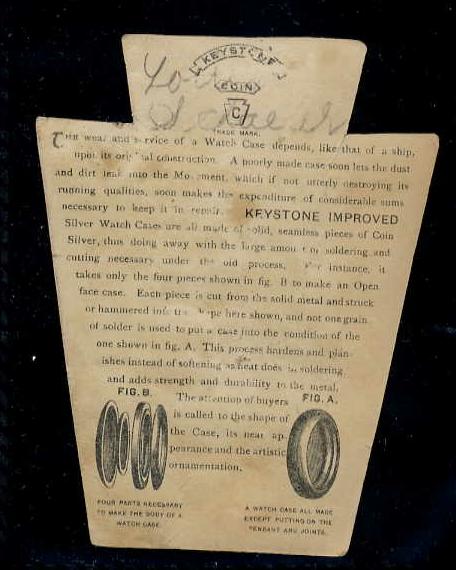 KEYSTONE
COIN
C
TRADE MARK.
THE wear and service of a Watch Case depends, like that of a ship,
upon its original construction. A poorly made case soon lets the dust
and dirt leak into the Movement, which if not utterly destroying its
running qualities, soon makes the expenditure of considerable sums
necessary to keep it in repair. KEYSTONE IMPROVED
Silver Watch Cases are all made of solid, seamless pieces of Coin
Silver, thus doing away with the large amount of soldering and
cutting necessary under the old process. For instance, it
takes only the four pieces shown in fig. B to make an Open
face case. Each piece is cut from the solid metal and struck
or hammered into the shape here shown, and not one grain
of solder is used to put a case into the condition of the
one shown in fig. A. This process hardens and plan-
ishes instead of softening as heat does in soldering,
and adds strength and durability to the metal.
FIG. B.
The attention of buyers
is called to the shape of
the Case, its neat ap-
pearance and the artistic
ornamentation.
FIG. A.
FOUR PARTS NECESSARY
TO MAKE THE BODY OF A
WATCH CASE.
A WATCH CASE ALL MADE
EXCEPT PUTTING ON THE
PENDANT AND JOINTS.